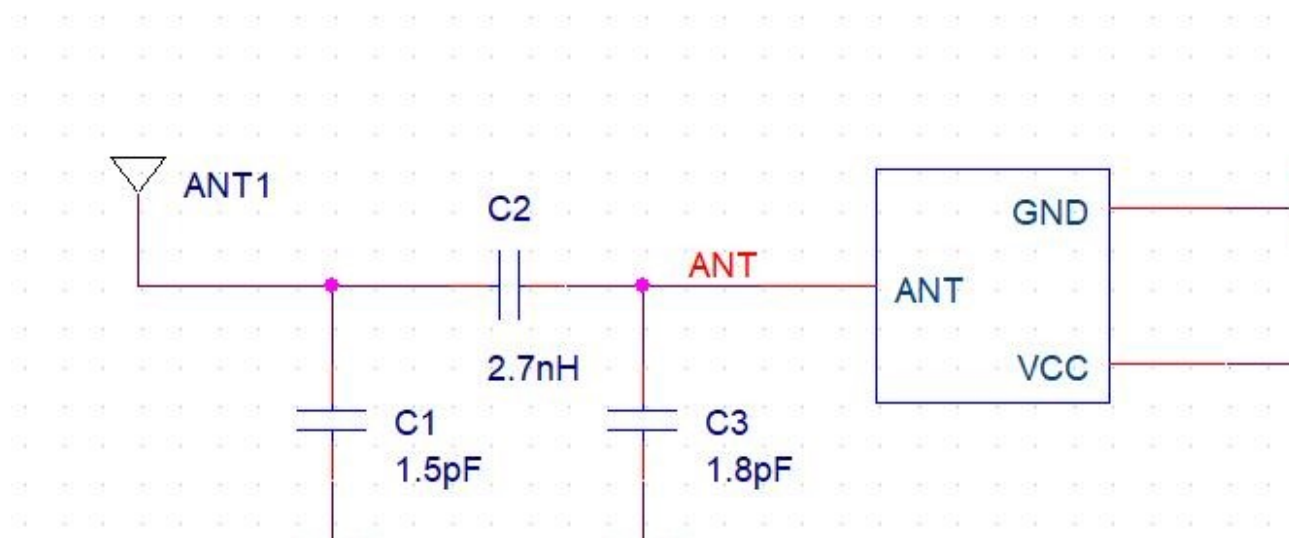 ANT1
C2
2.7nH
C1
1.5pF
C3
1.8pF
ANT
ANT
GND
VCC